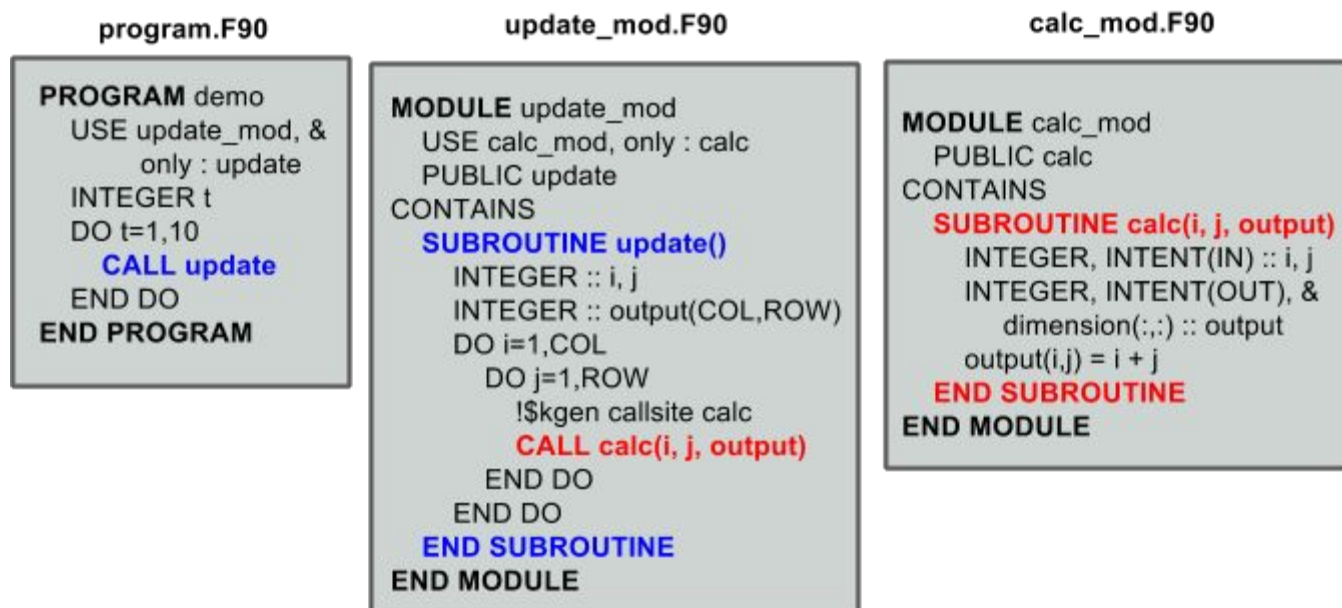 program.F90
PROGRAM demo
USE update_mod, &
only : update
INTEGER t
DO t=1,10
CALL update
END DO
END PROGRAM
update_mod.F90
MODULE update_mod
USE calc_mod, only : calc
PUBLIC update
CONTAINS
SUBROUTINE update()
INTEGER :: i, j
INTEGER :: output(COL,ROW)
DO i=1,COL
DO j=1,ROW
!$kgen callsite calc
CALL calc(i, j, output)
END DO
END DO
END SUBROUTINE
END MODULE
calc_mod.F90
MODULE calc_mod
PUBLIC calc
CONTAINS
SUBROUTINE calc(i, j, output)
INTEGER, INTENT(IN) :: i, j
INTEGER, INTENT(OUT), &
dimension(:,:) :: output
output(i,j) = i + j
END SUBROUTINE
END MODULE